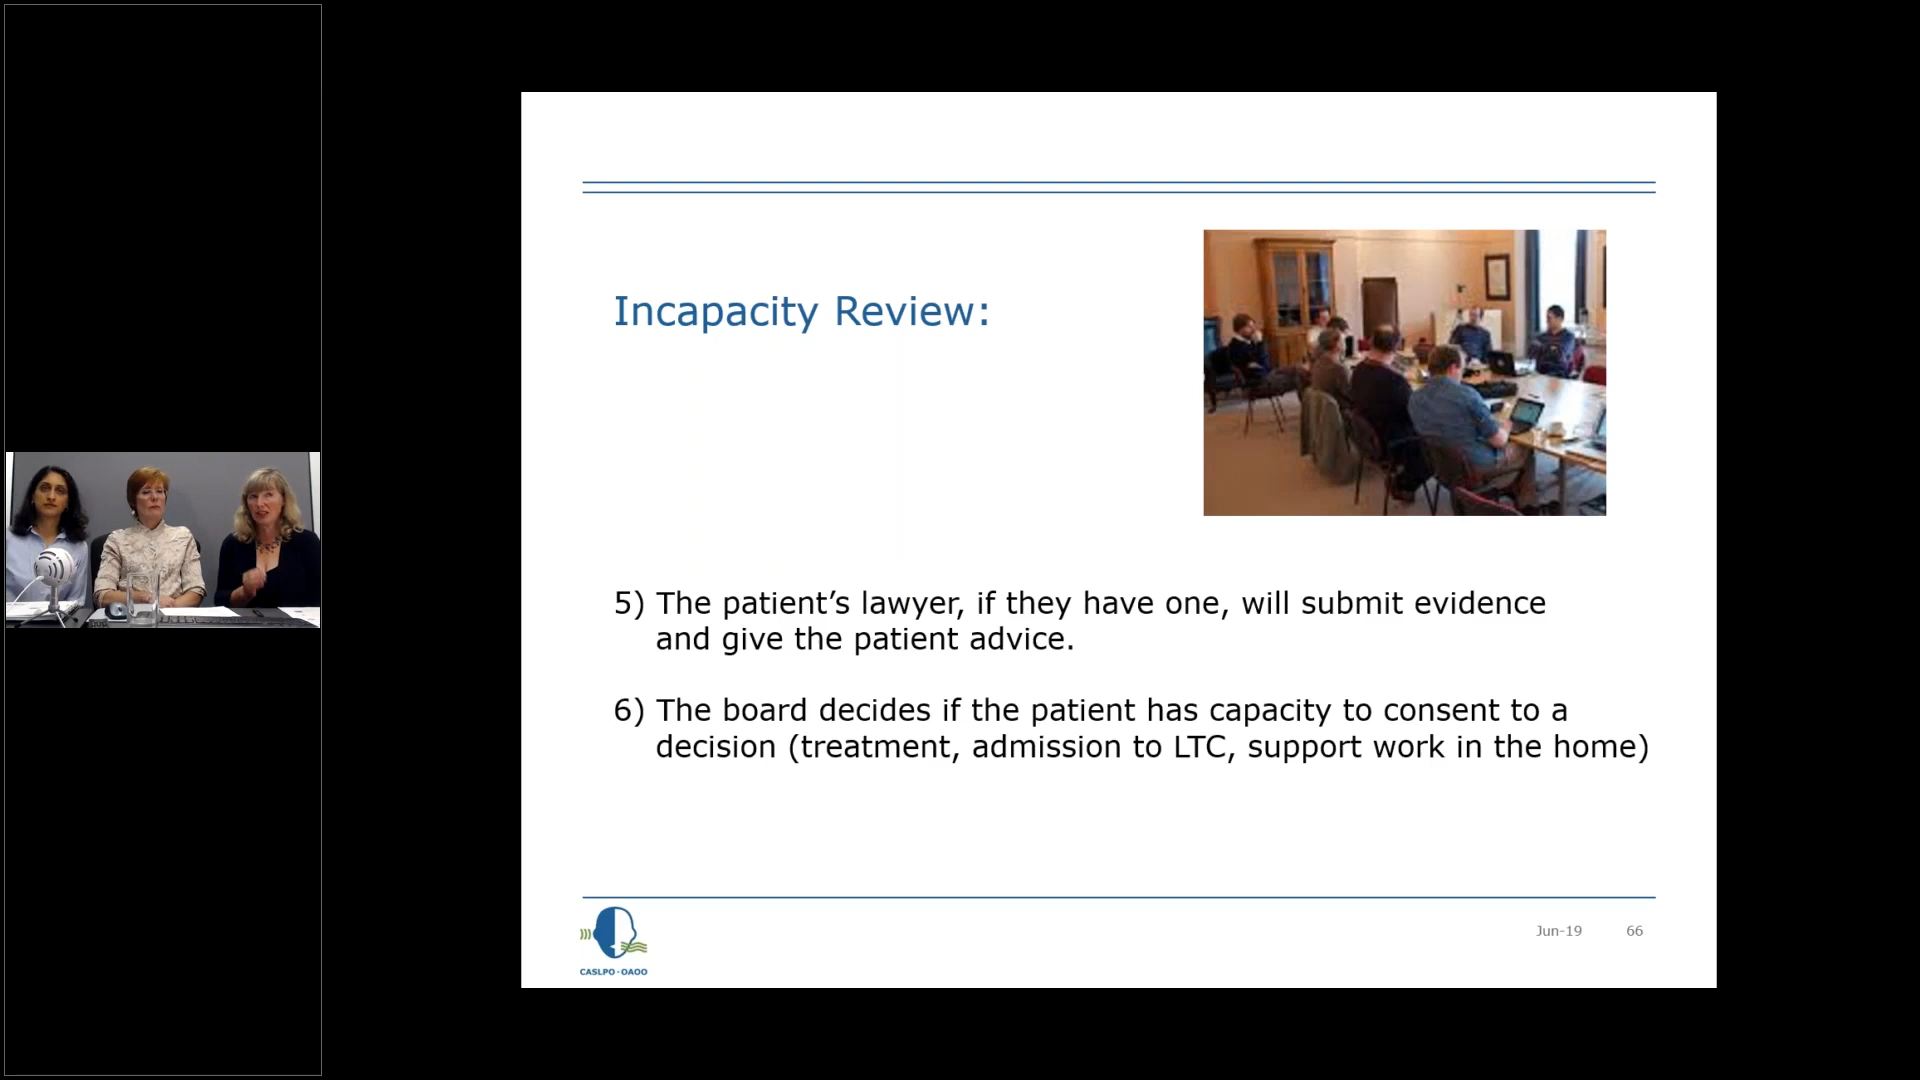 Incapacity Review:
5) The patient’s lawyer, if they have one, will submit evidence
and give the patient advice.
6) The board decides if the patient has capacity to consent to a
decision (treatment, admission to LTC, support work in the home)
CASLPO-OAOO
Jun-19 66